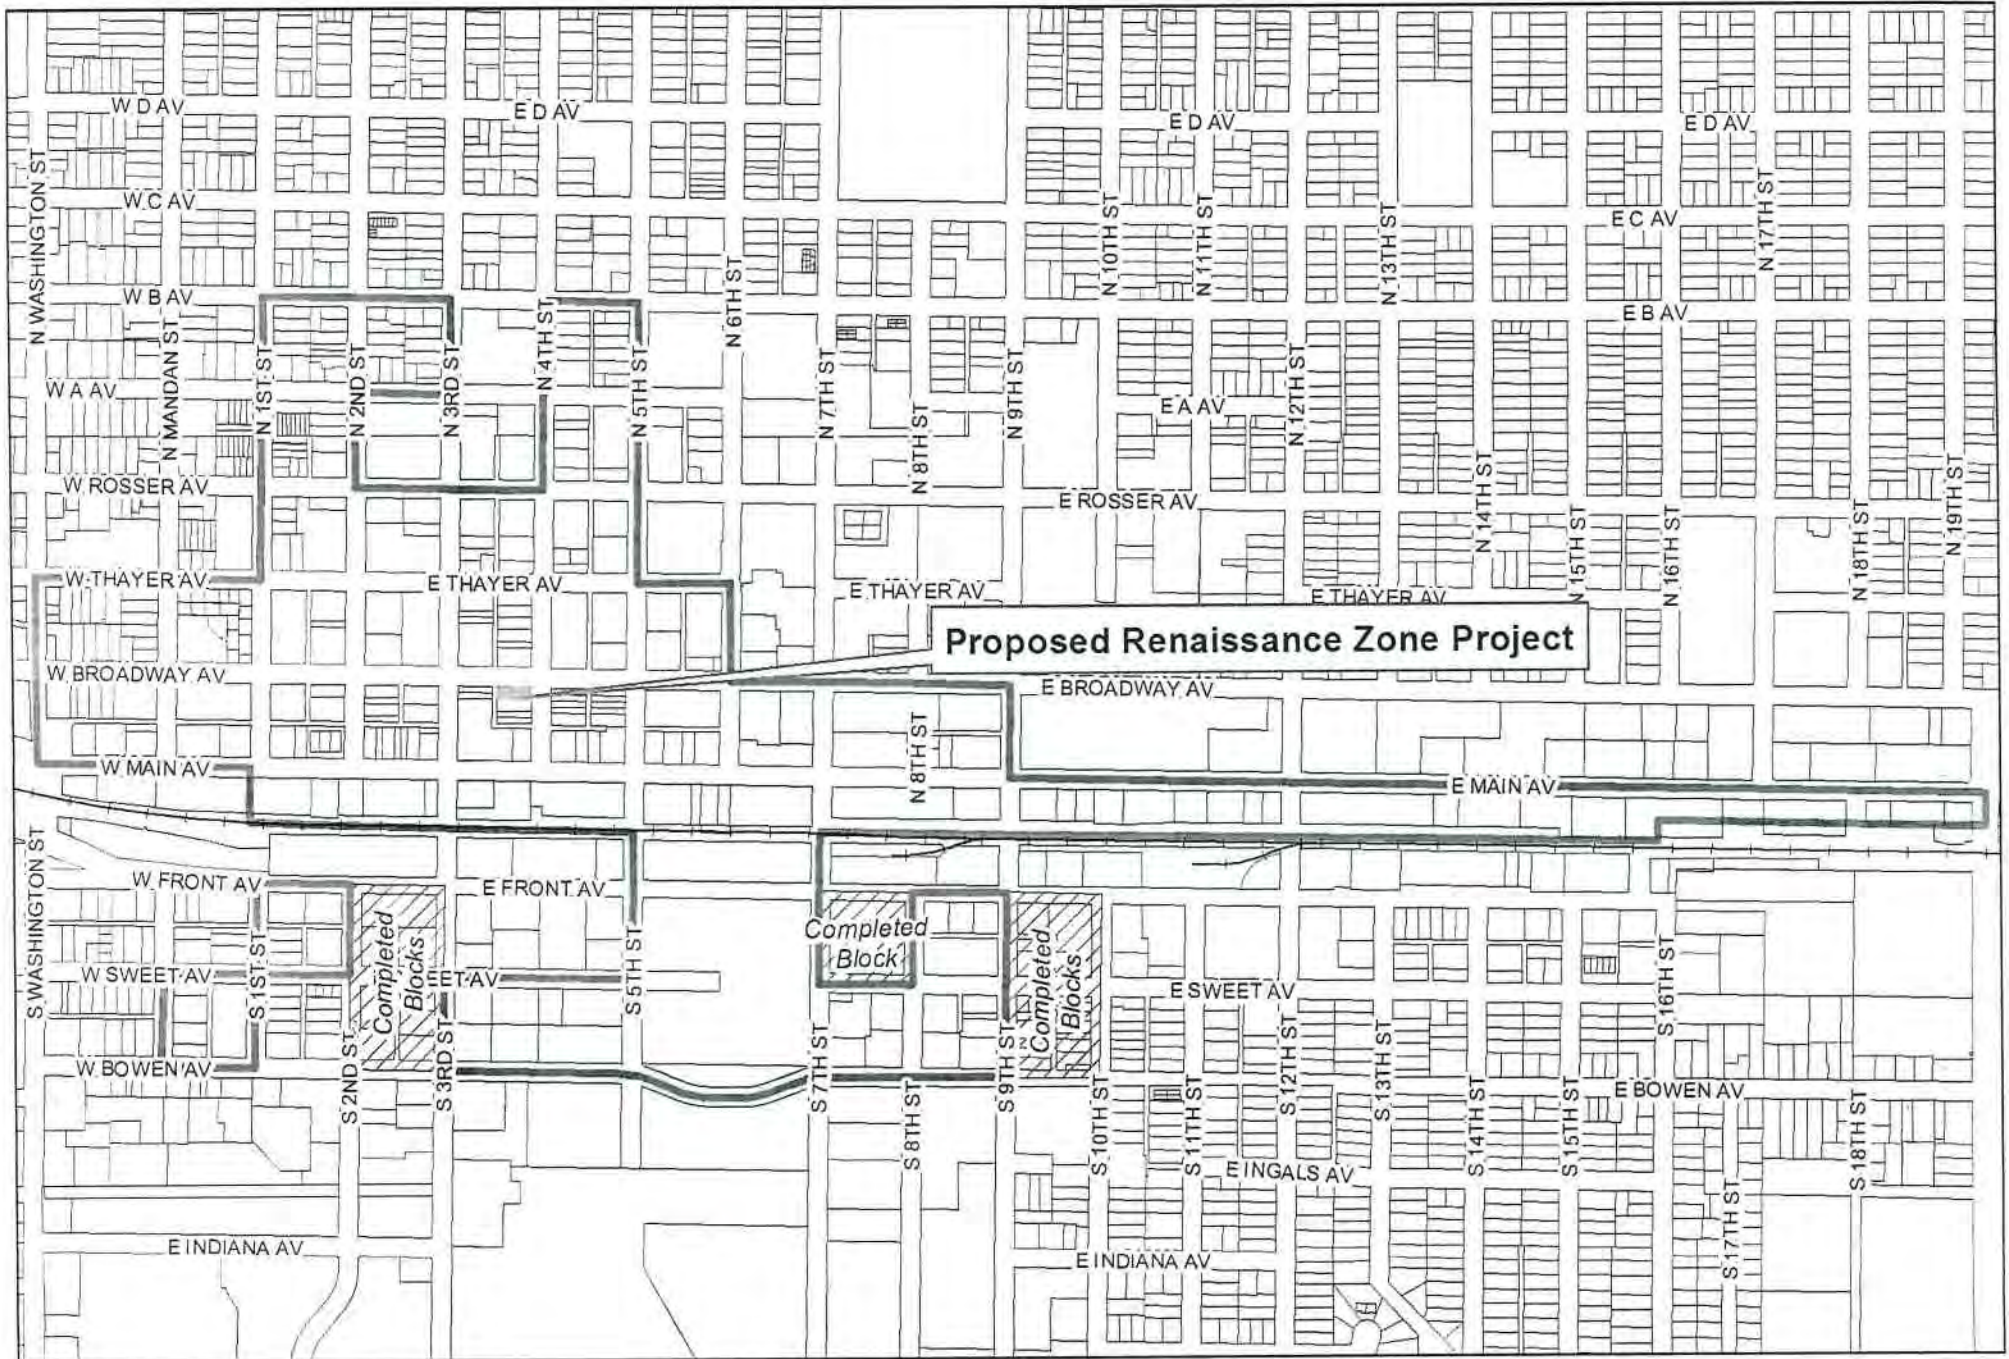 W D AV
E D AV
E D AV
E D AV
N WASHINGTON ST
W C AV
N 10TH ST
N 11TH ST
N 13TH ST
E C AV
N 17TH ST
W B AV
N 6TH ST
E B AV
N MANDAN ST
N 1ST ST
N 2ND ST
N 3RD ST
N 4TH ST
N 5TH ST
N 7TH ST
N 8TH ST
N 9TH ST
N 12TH ST
W A AV
E A AV
W ROSSER AV
E ROSSER AV
N 14TH ST
N 15TH ST
N 16TH ST
N 18TH ST
N 19TH ST
W THAYER AV
E THAYER AV
E THAYER AV
E THAYER AV
Proposed Renaissance Zone Project
W BROADWAY AV
E BROADWAY AV
N 8TH ST
W MAIN AV
E MAIN AV
S WASHINGTON ST
W FRONT AV
E FRONT AV
Completed
Blocks
Completed
Block
Completed
Blocks
W SWEET AV
S 1ST ST
EET AV
S 5TH ST
E SWEET AV
S 16TH ST
W BOWEN AV
S 2ND ST
S 3RD ST
S 7TH ST
S 8TH ST
S 9TH ST
S 10TH ST
S 11TH ST
S 12TH ST
S 13TH ST
S 14TH ST
S 15TH ST
E BOWEN AV
S 18TH ST
E INGALS AV
S 17TH ST
E INDIANA AV
E INDIANA AV